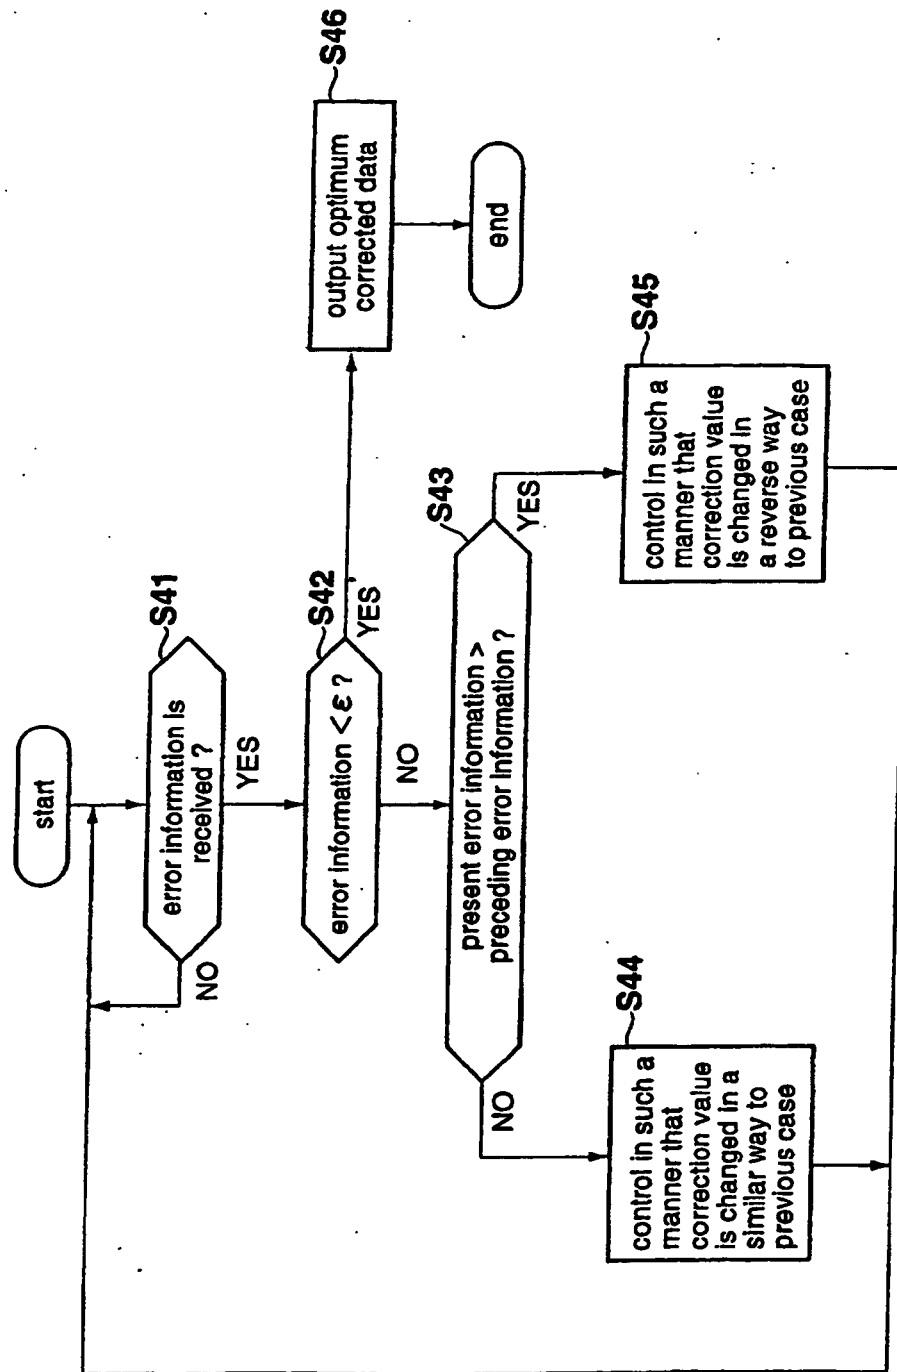 start
S41
error information is
received ?
NO
YES
S42
error information < ε ?
YES
NO
S46
output optimum
corrected data
end
S43
present error information >
preceding error information ?
NO
YES
S44
control in such a
manner that
correction value
is changed in a
similar way to
previous case
S45
control in such a
manner that
correction value
is changed in
a reverse way
to previous case